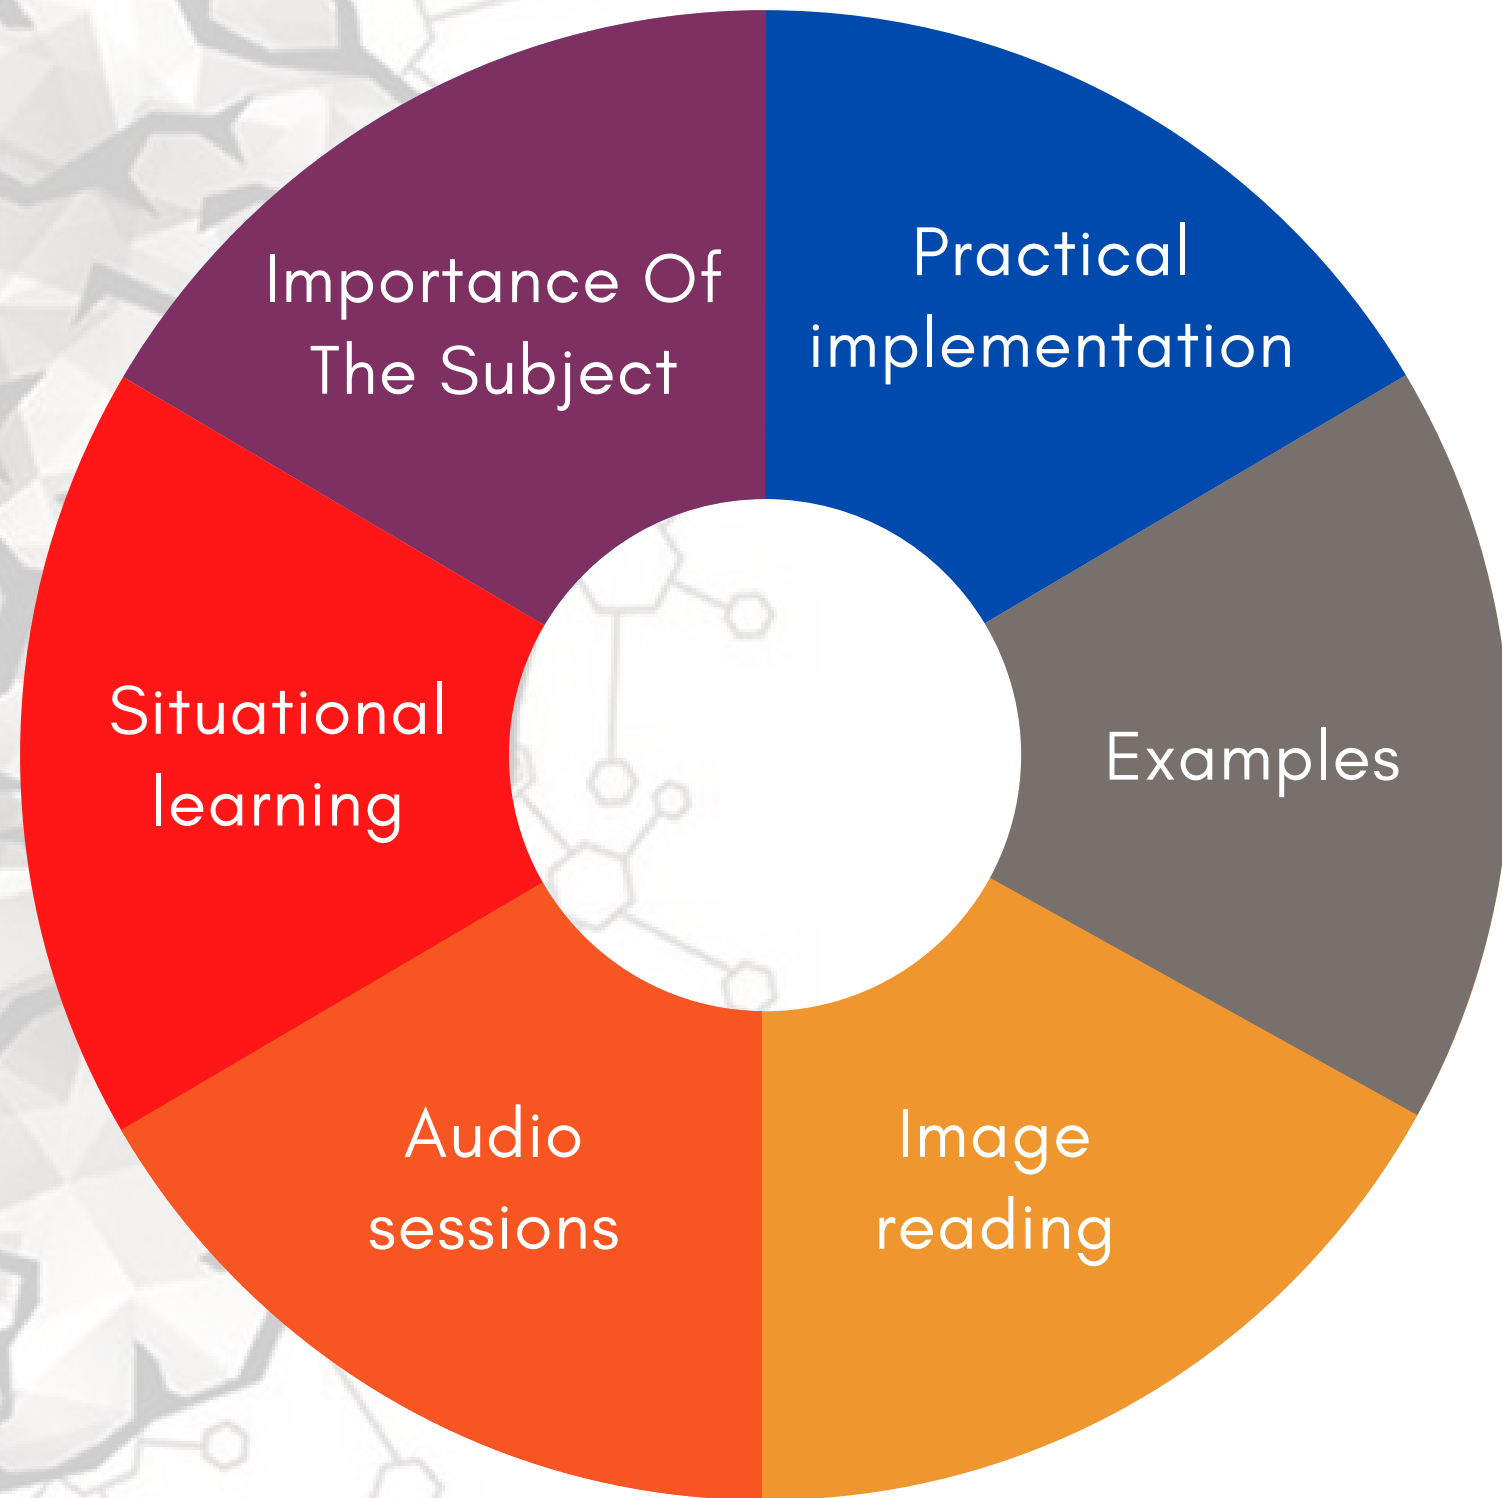 Importance Of
The Subject
Practical
implementation
Situational
learning
Examples
Audio
sessions
Image
reading